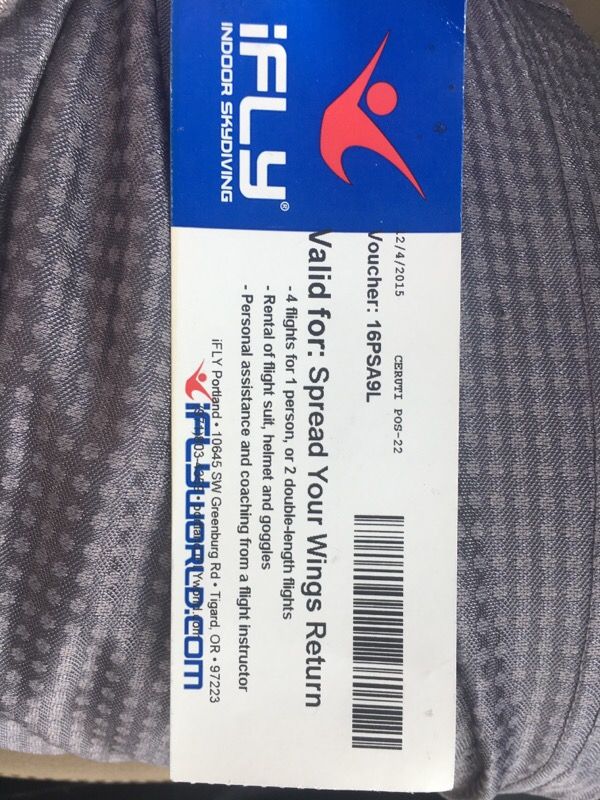 iFLY®
INDOOR SKYDIVING
2/4/2015 CERUTI POS-22
Voucher: 16PSA9L
Valid for: Spread Your Wings Return
- 4 flights for 1 person, or 2 double-length flights
- Rental of flight suit, helmet and goggles
- Personal assistance and coaching from a flight instructor
iFLY Portland • 10645 SW Greenburg Rd • Tigard, OR • 97223
iFLYWORLD.COM